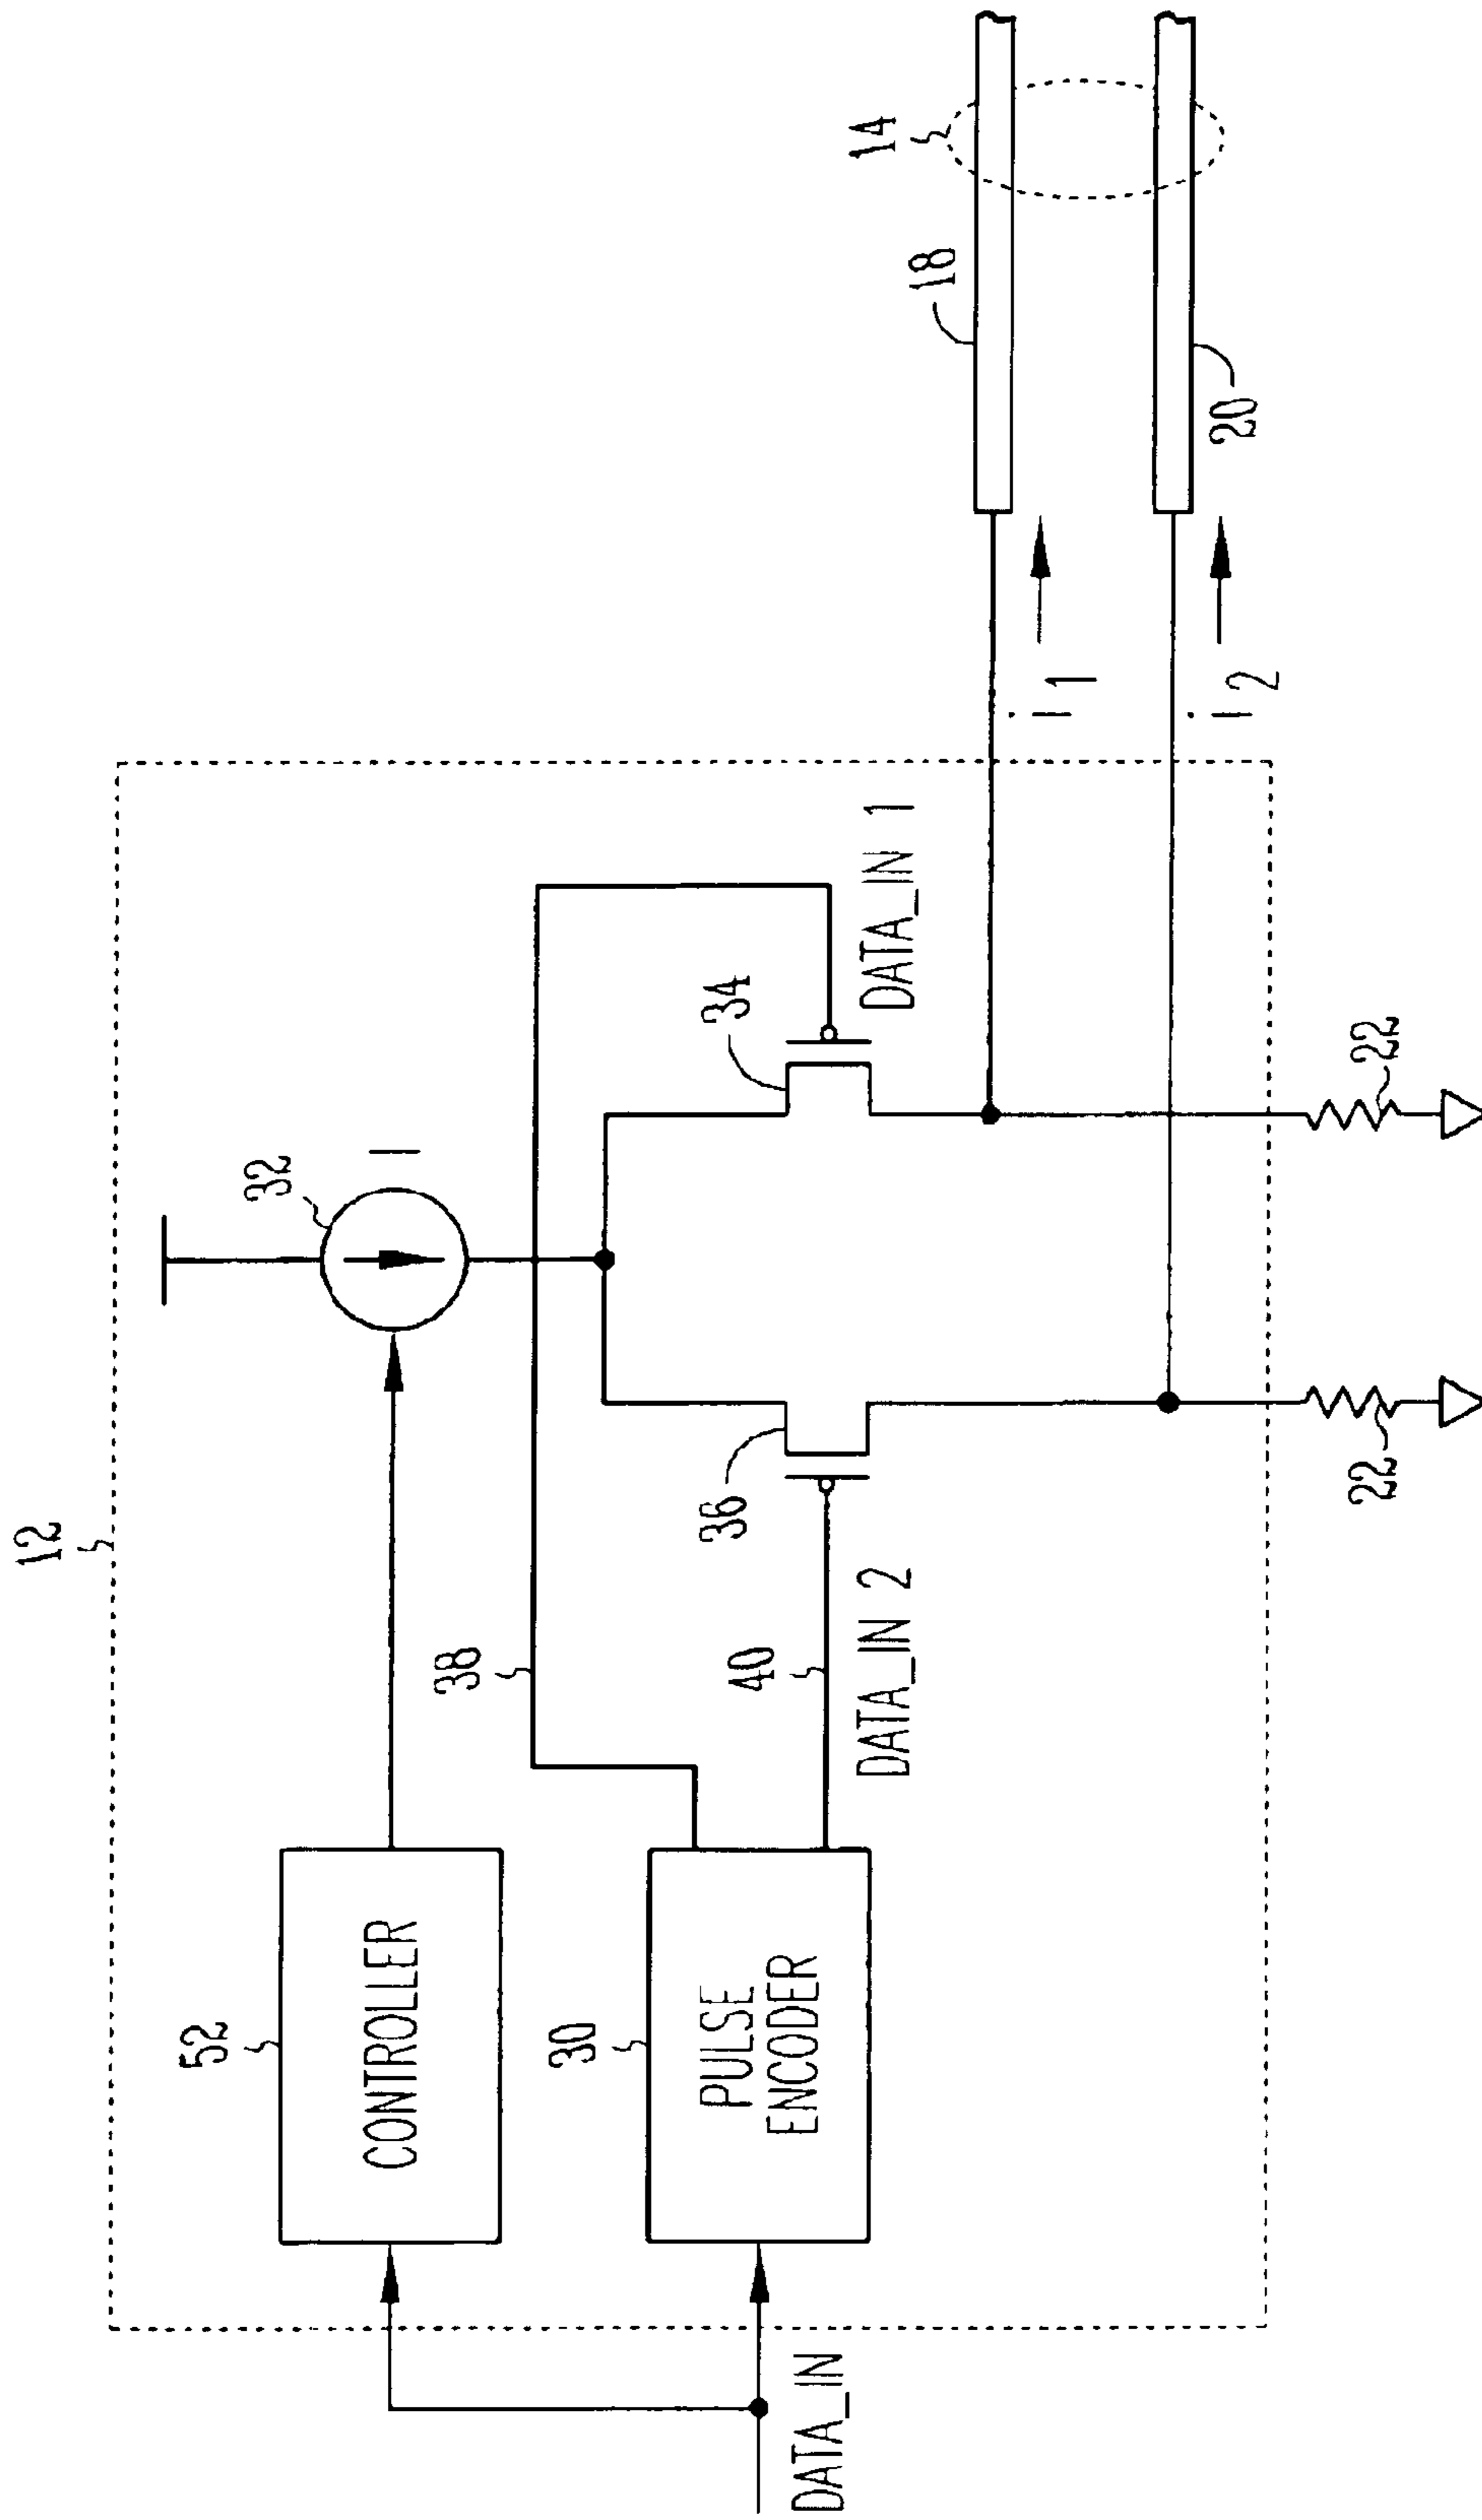 12
32
I
52
CONTROLLER
38
34
14
30
PULSE
ENCODER
36
40
DATA_IN 1
18
DATA_IN
DATA_IN 2
i1
20
i2
22
22